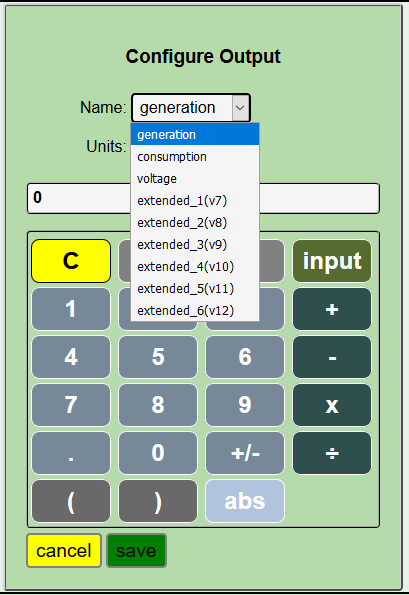 Configure Output
Name: generation
generation
Units:
consumption
voltage
extended_1(v7)
0
extended_2(v8)
extended_3(v9)
C input
extended_4(v10)
extended_5(v11)
1 +
extended_6(v12)
4 5 6 -
7 8 9 x
. 0 +/- ÷
( ) abs
cancel save